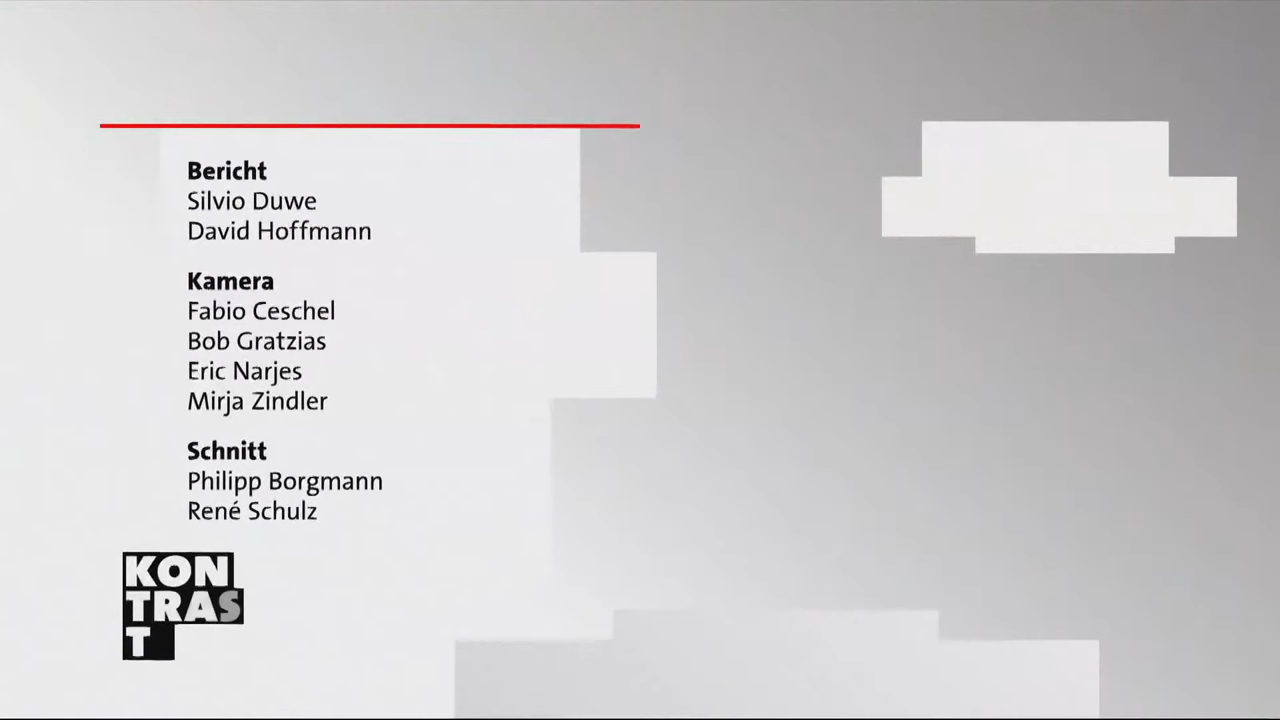 Bericht
Silvio Duwe
David Hoffmann
Kamera
Fabio Ceschel
Bob Gratzias
Eric Narjes
Mirja Zindler
Schnitt
Philipp Borgmann
René Schulz
KON
TRAS
T